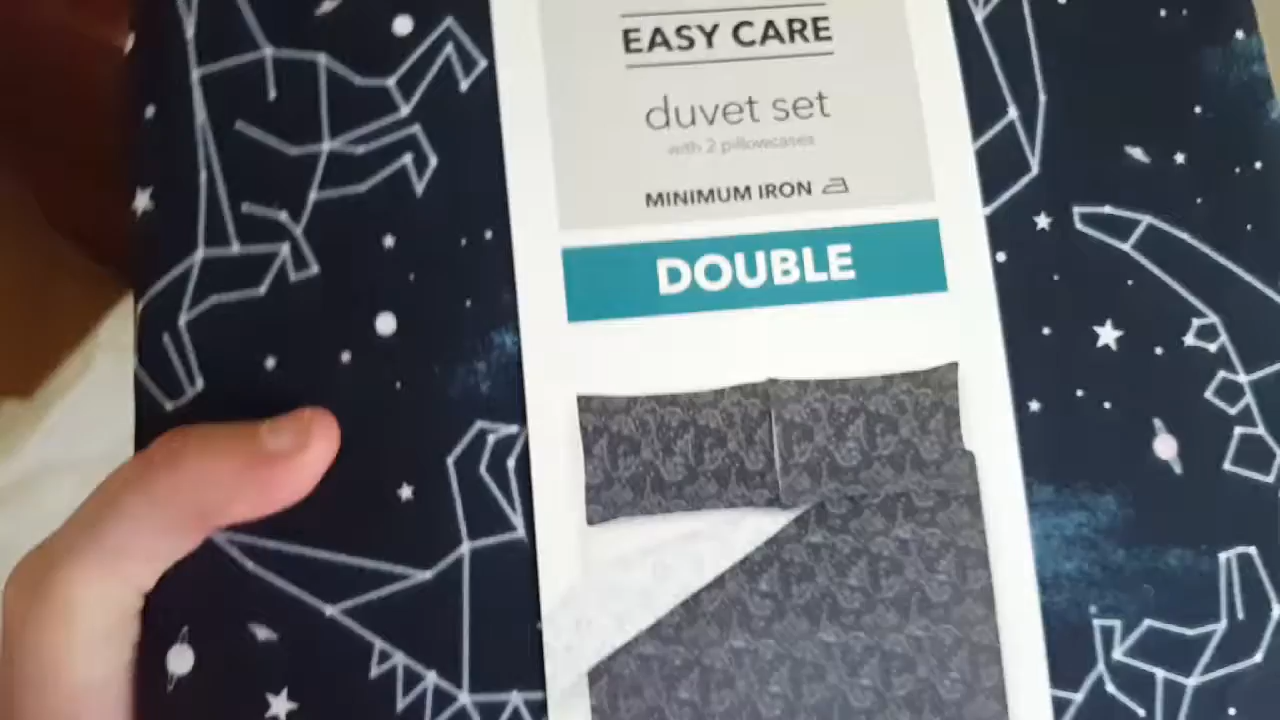 EASY CARE
duvet set
with 2 pillowcases
MINIMUM IRON
DOUBLE